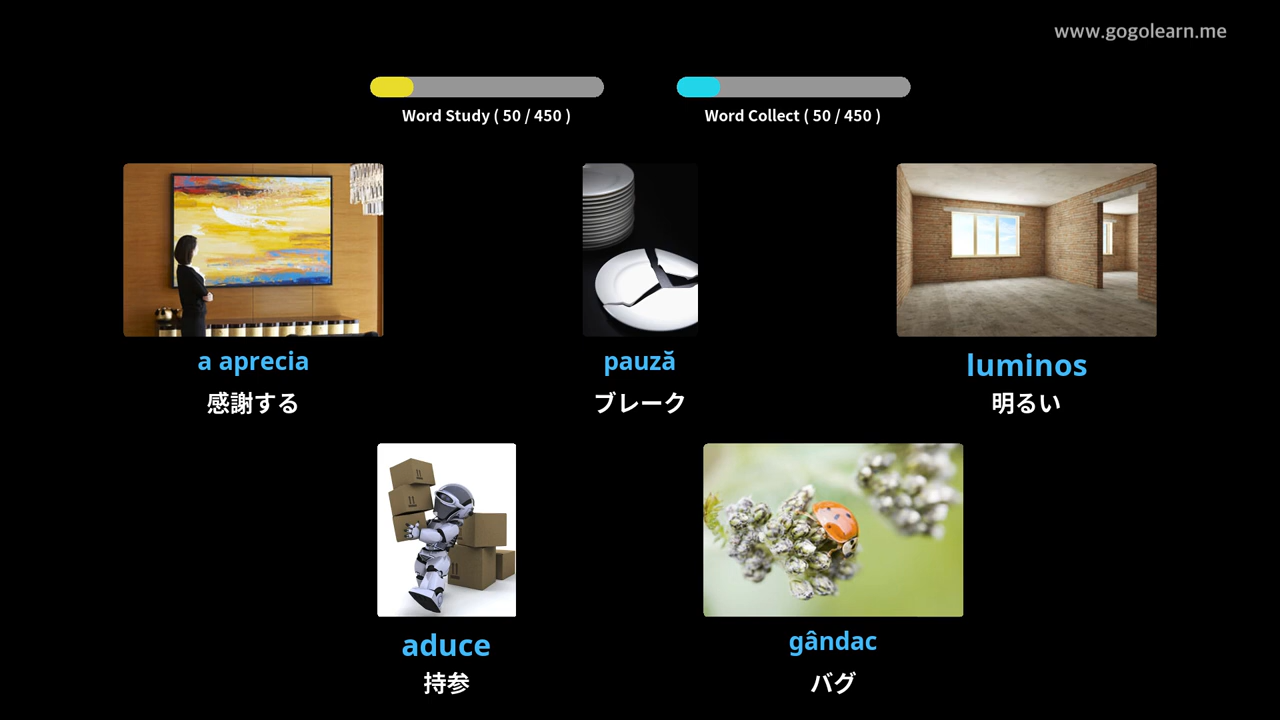 www.gogolearn.me
Word Study ( 50 / 450 )
Word Collect ( 50 / 450 )
a aprecia
感謝する
pauză
ブレーク
luminos
明るい
aduce
持参
gândac
バグ